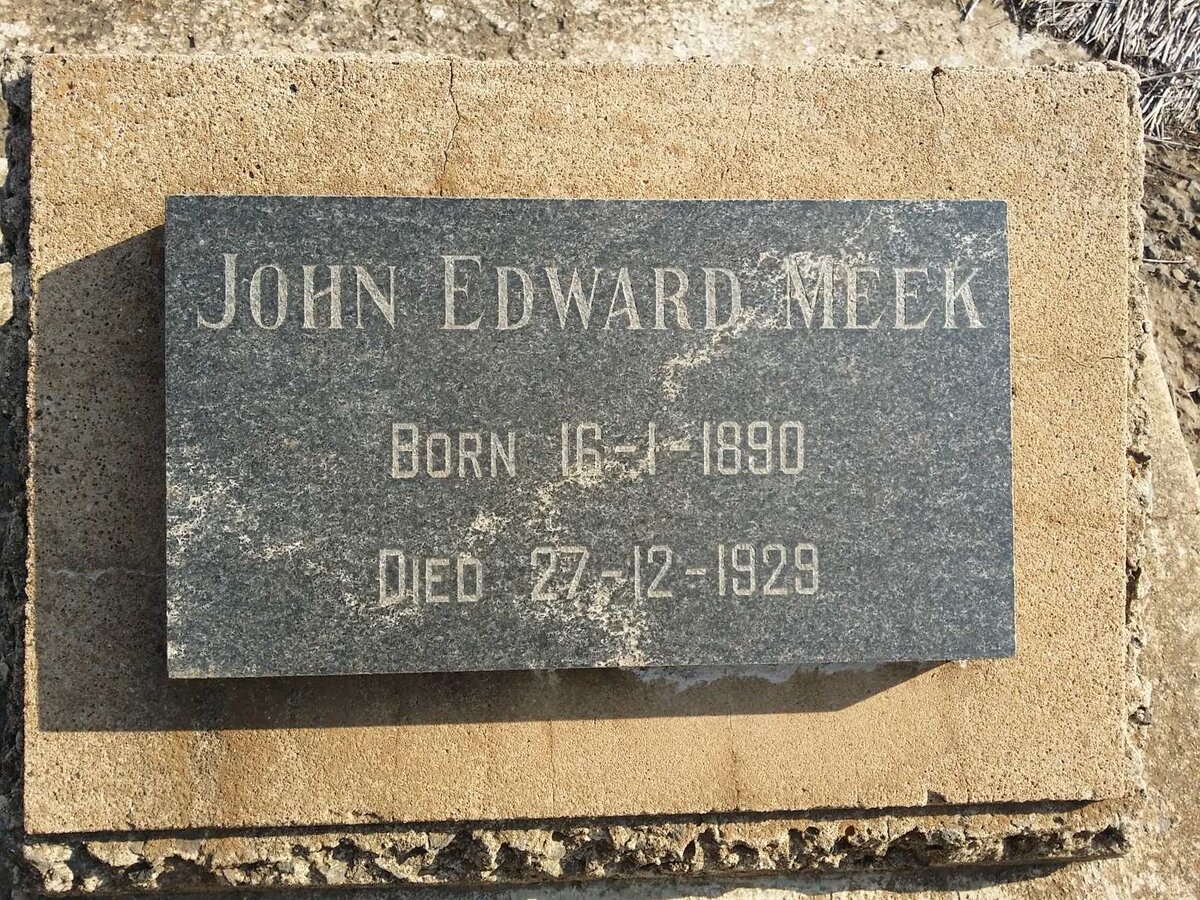 John Edward Meek
Born 16-1-1890
Died 27-12-1929